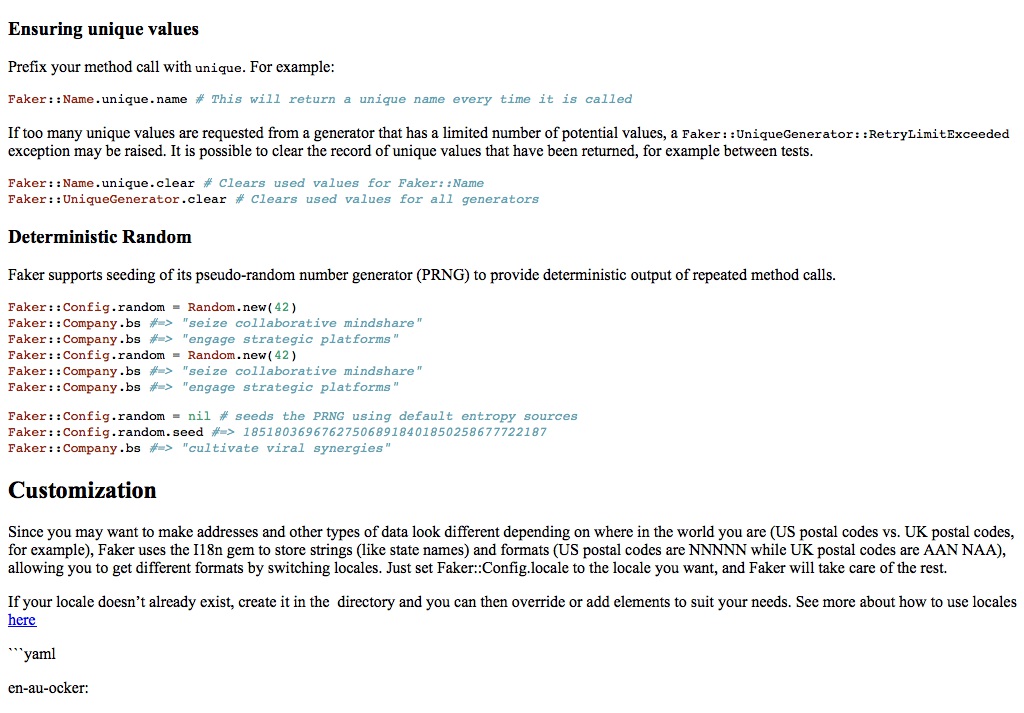 Ensuring unique values
Prefix your method call with unique. For example:
Faker::Name.unique.name # This will return a unique name every time it is called
If too many unique values are requested from a generator that has a limited number of potential values, a Faker::UniqueGenerator::RetryLimitExceeded
exception may be raised. It is possible to clear the record of unique values that have been returned, for example between tests.
Faker::Name.unique.clear # Clears used values for Faker::Name
Faker::UniqueGenerator.clear # Clears used values for all generators
Deterministic Random
Faker supports seeding of its pseudo-random number generator (PRNG) to provide deterministic output of repeated method calls.
Faker::Config.random = Random.new(42)
Faker::Company.bs #=> "seize collaborative mindshare"
Faker::Company.bs #=> "engage strategic platforms"
Faker::Config.random = Random.new(42)
Faker::Company.bs #=> "seize collaborative mindshare"
Faker::Company.bs #=> "engage strategic platforms"
Faker::Config.random = nil # seeds the PRNG using default entropy sources
Faker::Config.random.seed #=> 185180369676275068918401850258677722187
Faker::Company.bs #=> "cultivate viral synergies"
Customization
Since you may want to make addresses and other types of data look different depending on where in the world you are (US postal codes vs. UK postal codes,
for example), Faker uses the I18n gem to store strings (like state names) and formats (US postal codes are NNNNN while UK postal codes are AAN NAA),
allowing you to get different formats by switching locales. Just set Faker::Config.locale to the locale you want, and Faker will take care of the rest.
If your locale doesn’t already exist, create it in the directory and you can then override or add elements to suit your needs. See more about how to use locales
here
```yaml
en-au-ocker: